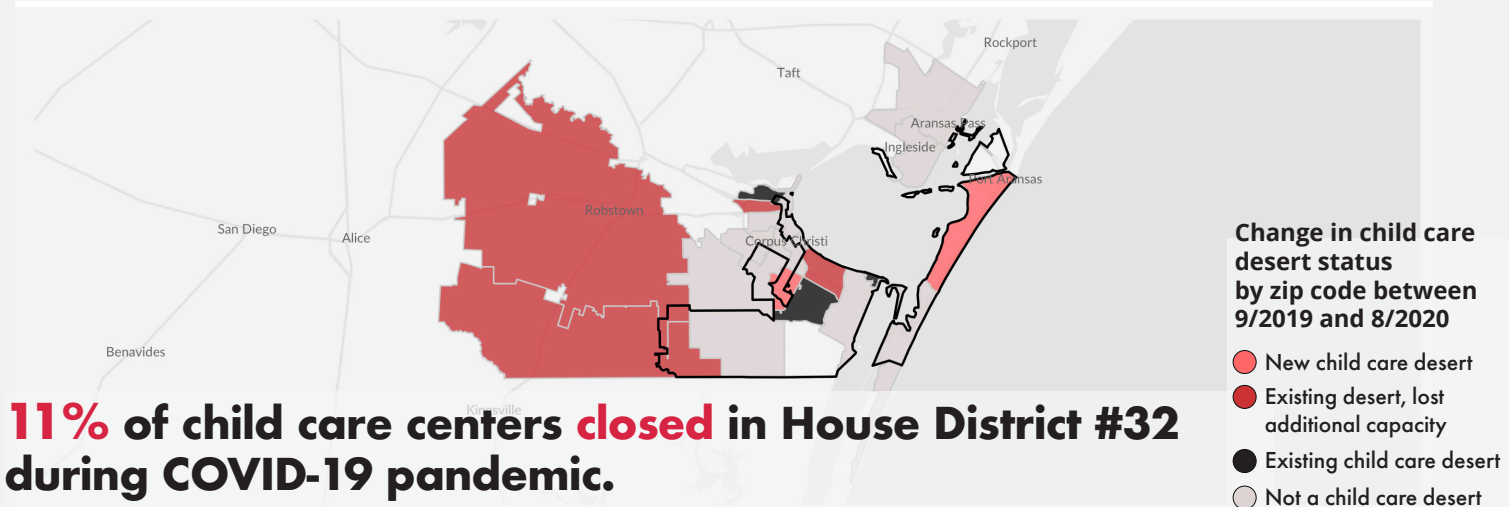 Rockport
Taft
Aransas Pass
Ingleside
Port Aransas
Robstown
San Diego
Alice
Corpus Christi
Benavides
Kingsville
Change in child care
desert status
by zip code between
9/2019 and 8/2020
New child care desert
Existing desert, lost
additional capacity
Existing child care desert
Not a child care desert
11% of child care centers closed in House District #32
during COVID-19 pandemic.